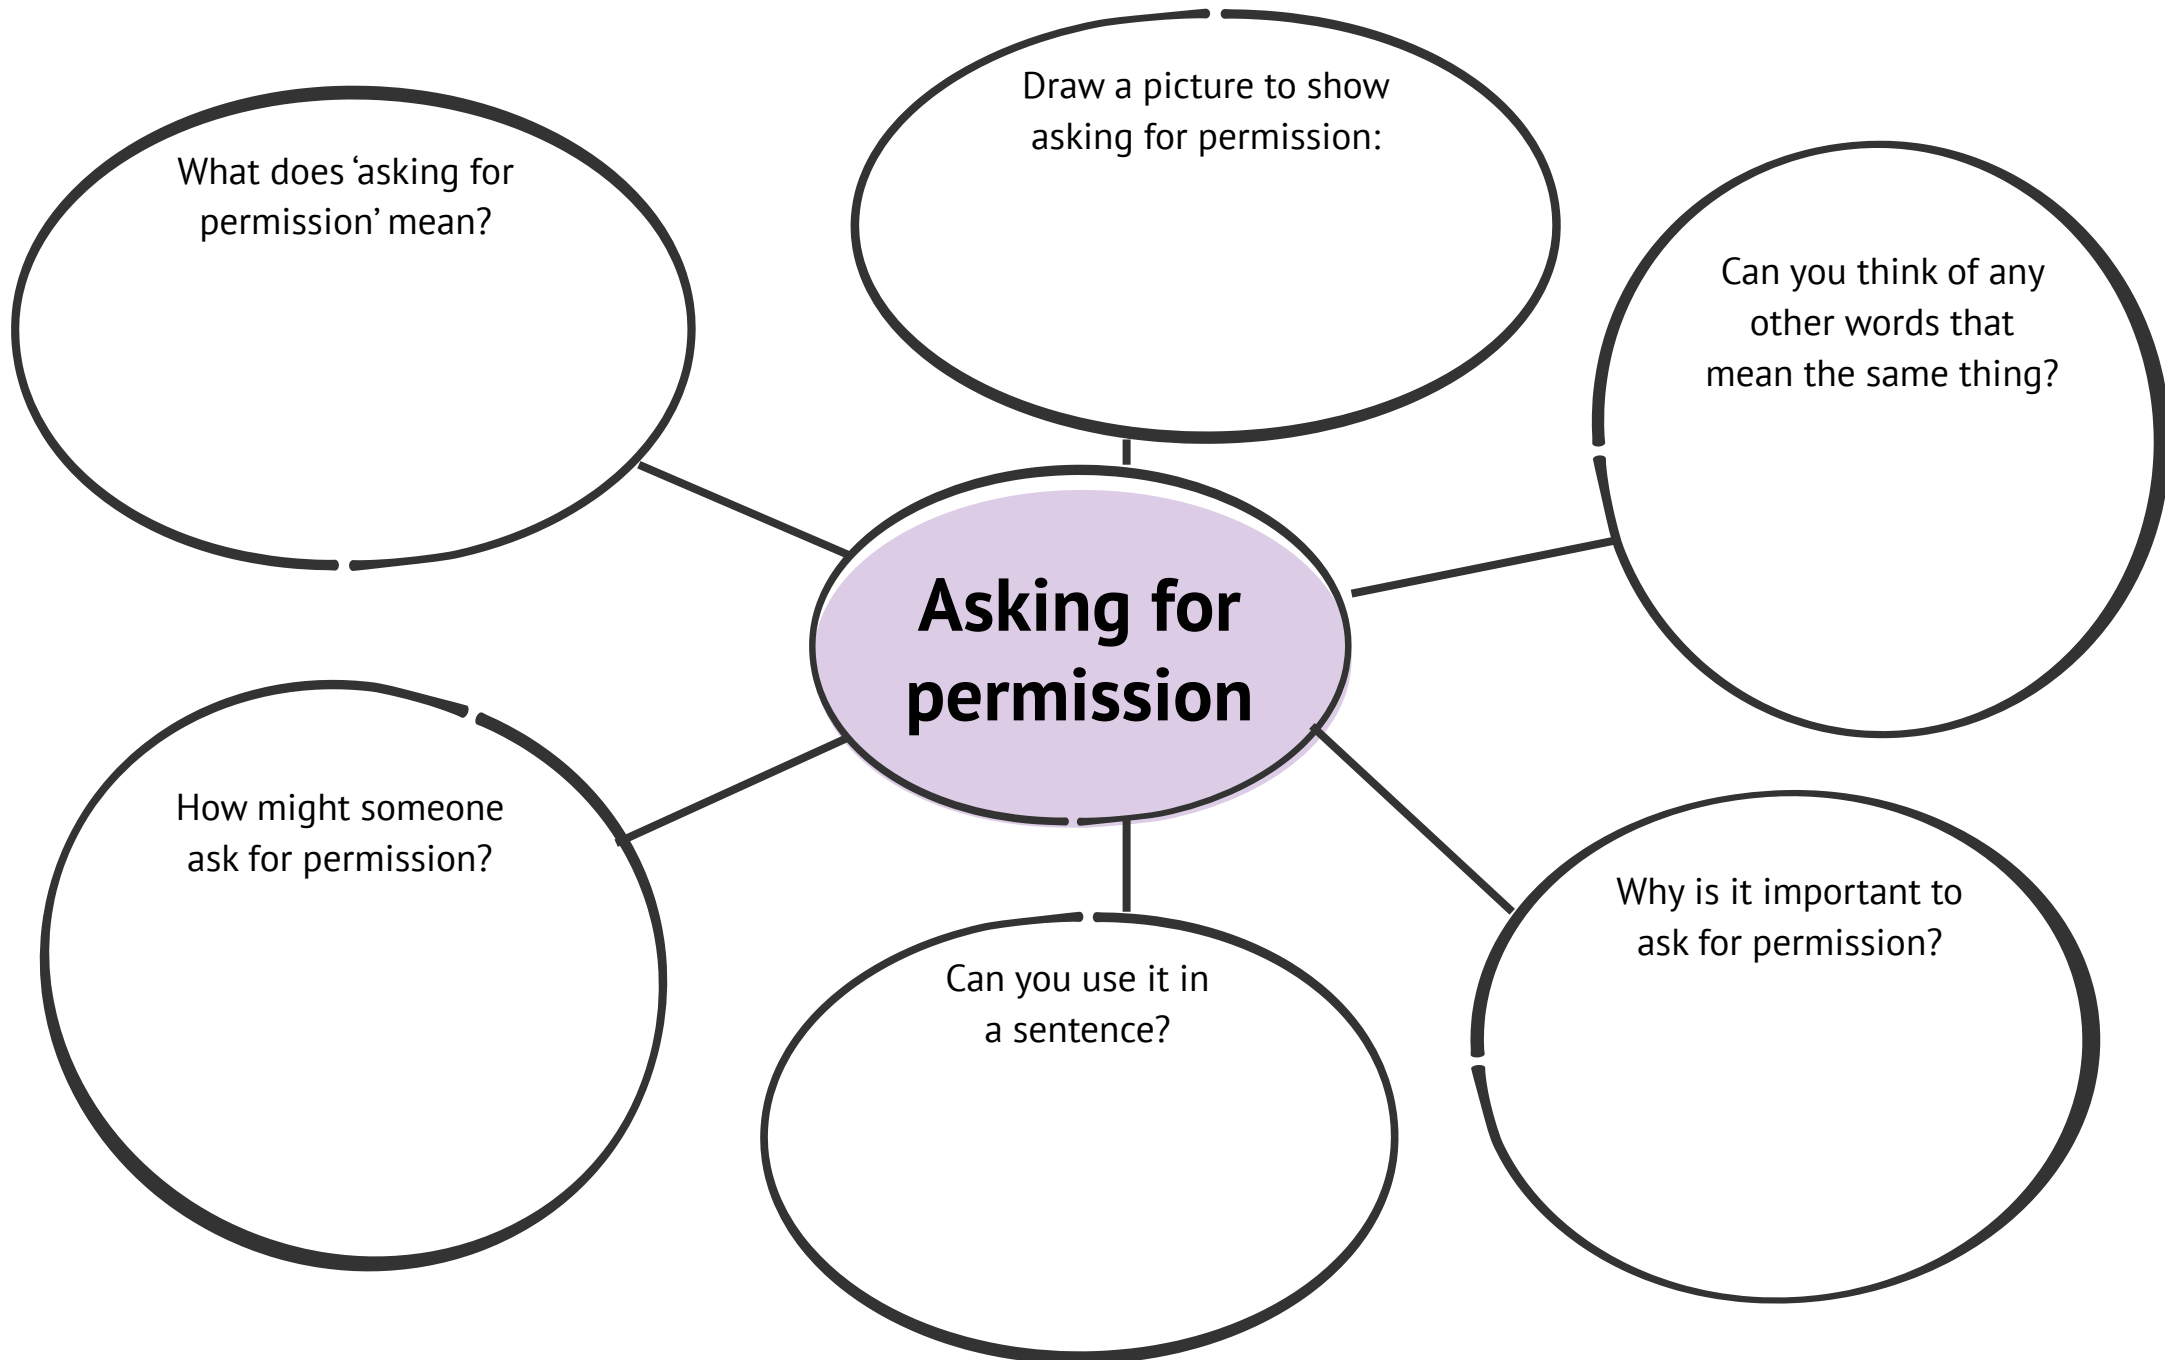 Draw a picture to show
asking for permission:
What does ‘asking for
permission’ mean?
Can you think of any
other words that
mean the same thing?
Asking for
permission
How might someone
ask for permission?
Why is it important to
ask for permission?
Can you use it in
a sentence?